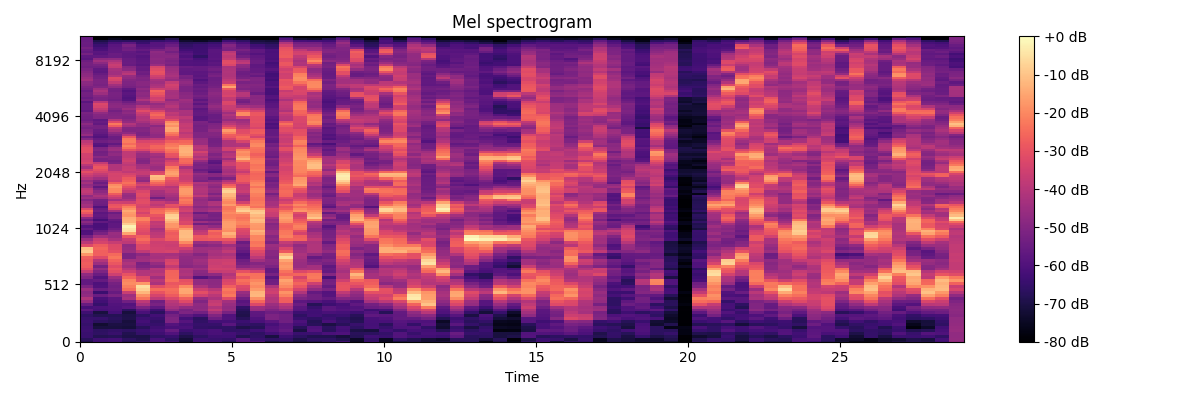 Mel spectrogram
Hz
8192
4096
2048
1024
512
0
0 5 10 15 20 25
Time
+0 dB
-10 dB
-20 dB
-30 dB
-40 dB
-50 dB
-60 dB
-70 dB
-80 dB